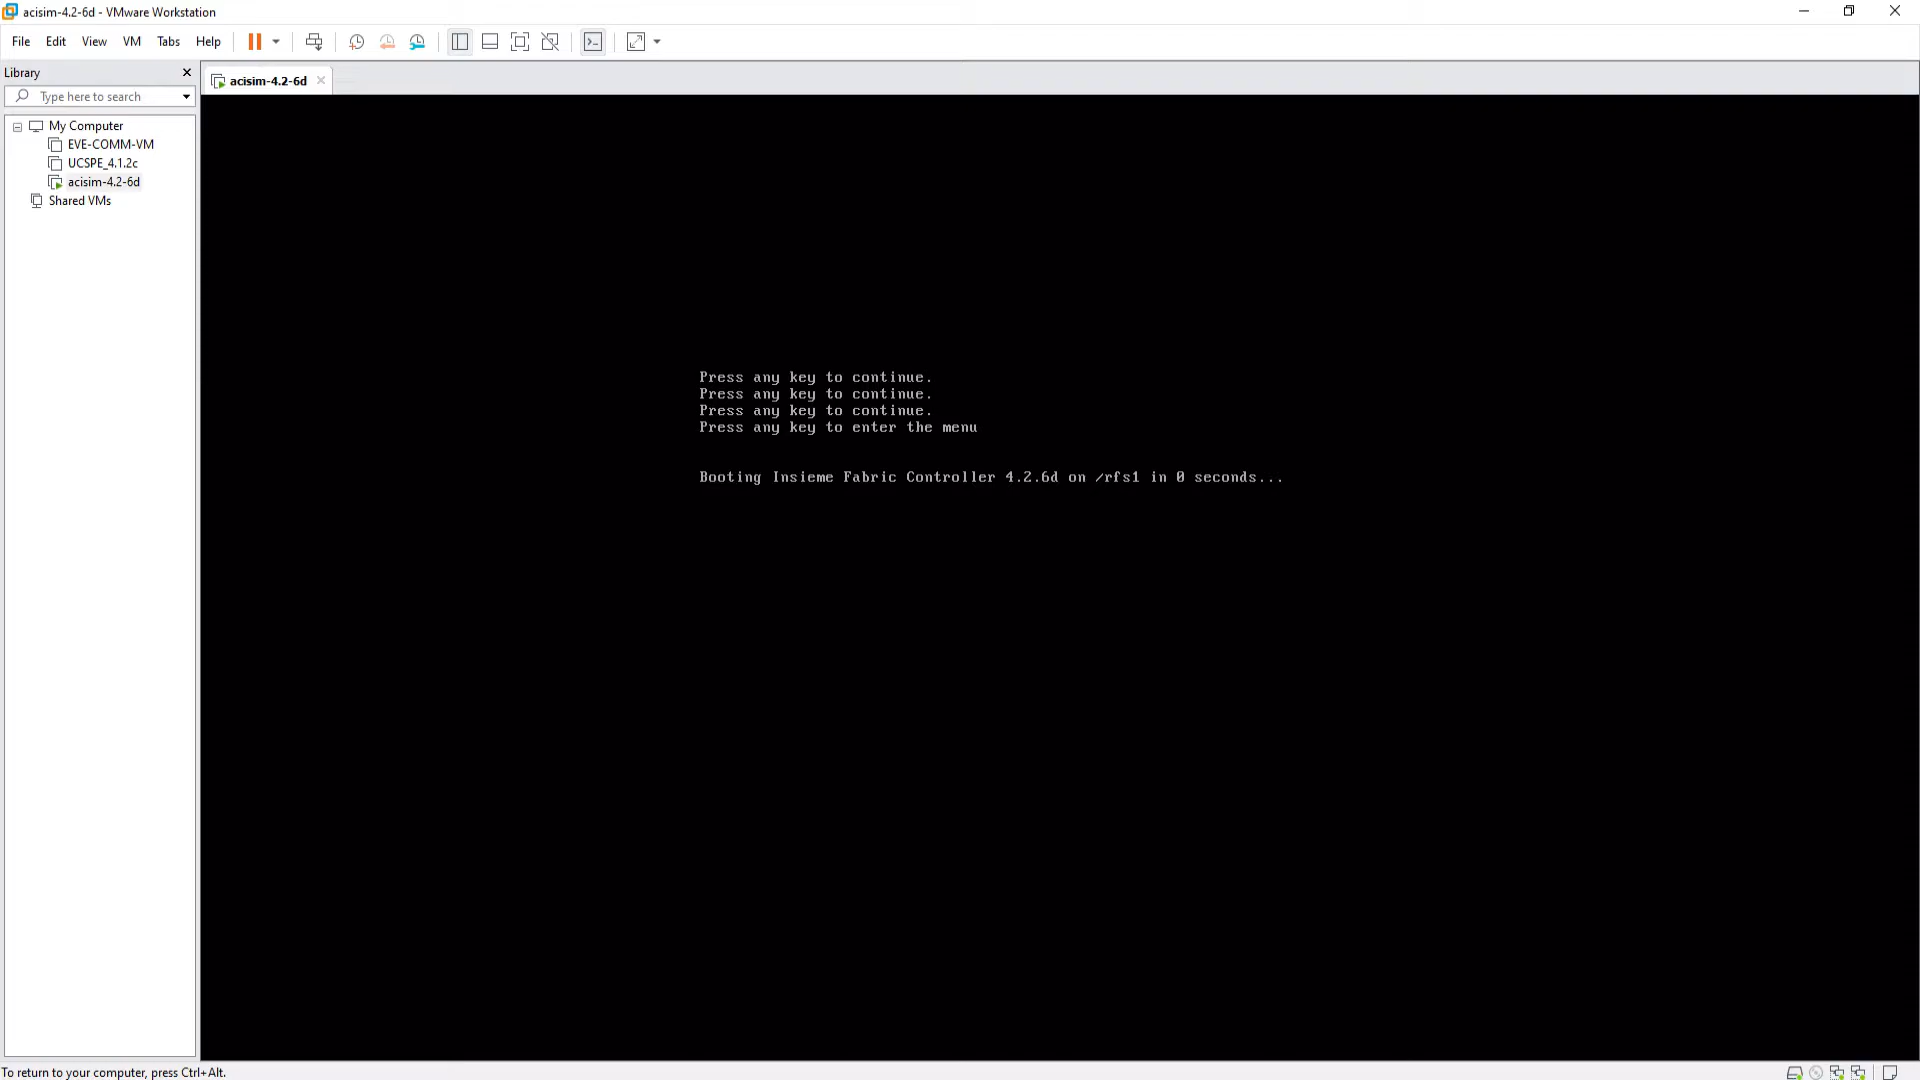 acisim-4.2-6d - VMware Workstation
File Edit View VM Tabs Help
Library
acisim-4.2-6d
Type here to search
My Computer
EVE-COMM-VM
UCSPE_4.1.2c
acisim-4.2-6d
Shared VMs
Press any key to continue.
Press any key to continue.
Press any key to continue.
Press any key to enter the menu
Booting Insieme Fabric Controller 4.2.6d on /rfs1 in 0 seconds...
To return to your computer, press Ctrl+Alt.